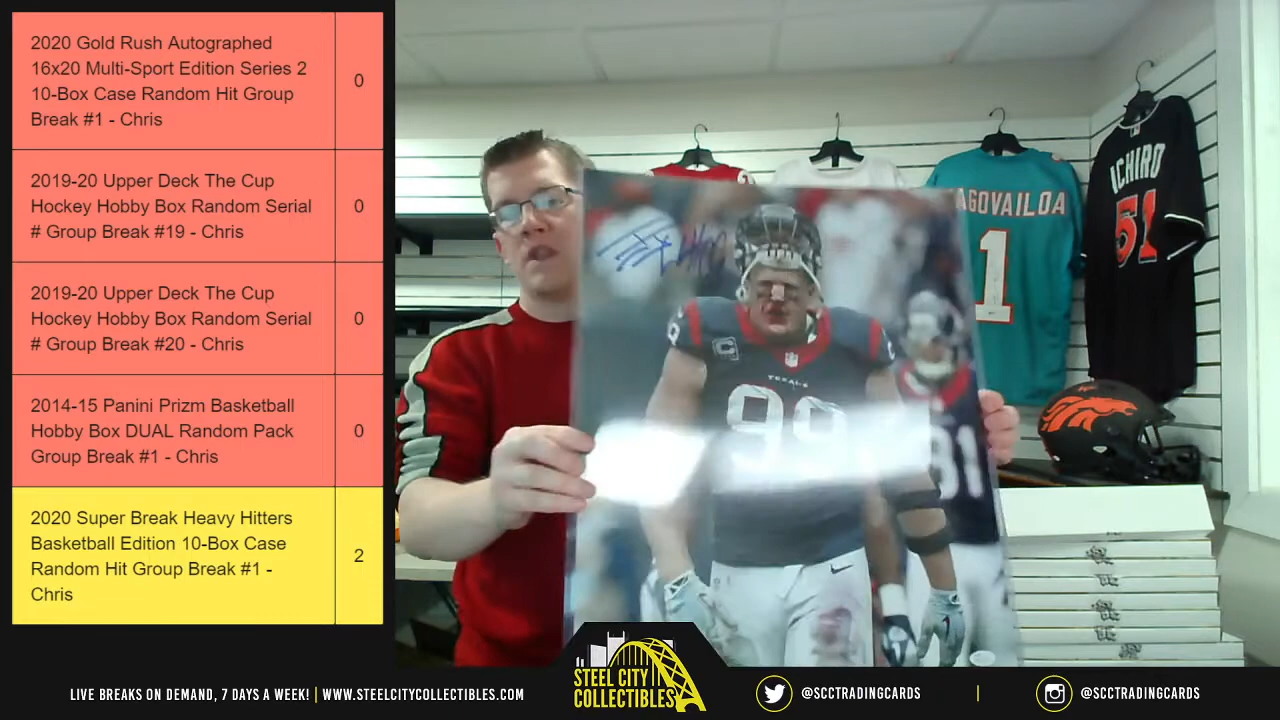 2020 Gold Rush Autographed
16x20 Multi-Sport Edition Series 2
10-Box Case Random Hit Group
Break #1 - Chris
0
2019-20 Upper Deck The Cup
Hockey Hobby Box Random Serial
# Group Break #19 - Chris
0
2019-20 Upper Deck The Cup
Hockey Hobby Box Random Serial
# Group Break #20 - Chris
0
2014-15 Panini Prizm Basketball
Hobby Box DUAL Random Pack
Group Break #1 - Chris
0
2020 Super Break Heavy Hitters
Basketball Edition 10-Box Case
Random Hit Group Break #1 -
Chris
2
AGOVAILOA
1
ICHIRO
51
TEXANS
99
91
STEEL CITY
COLLECTIBLES
LIVE BREAKS ON DEMAND, 7 DAYS A WEEK! | WWW.STEELCITYCOLLECTIBLES.COM
@SCCTRADINGCARDS | @SCCTRADINGCARDS